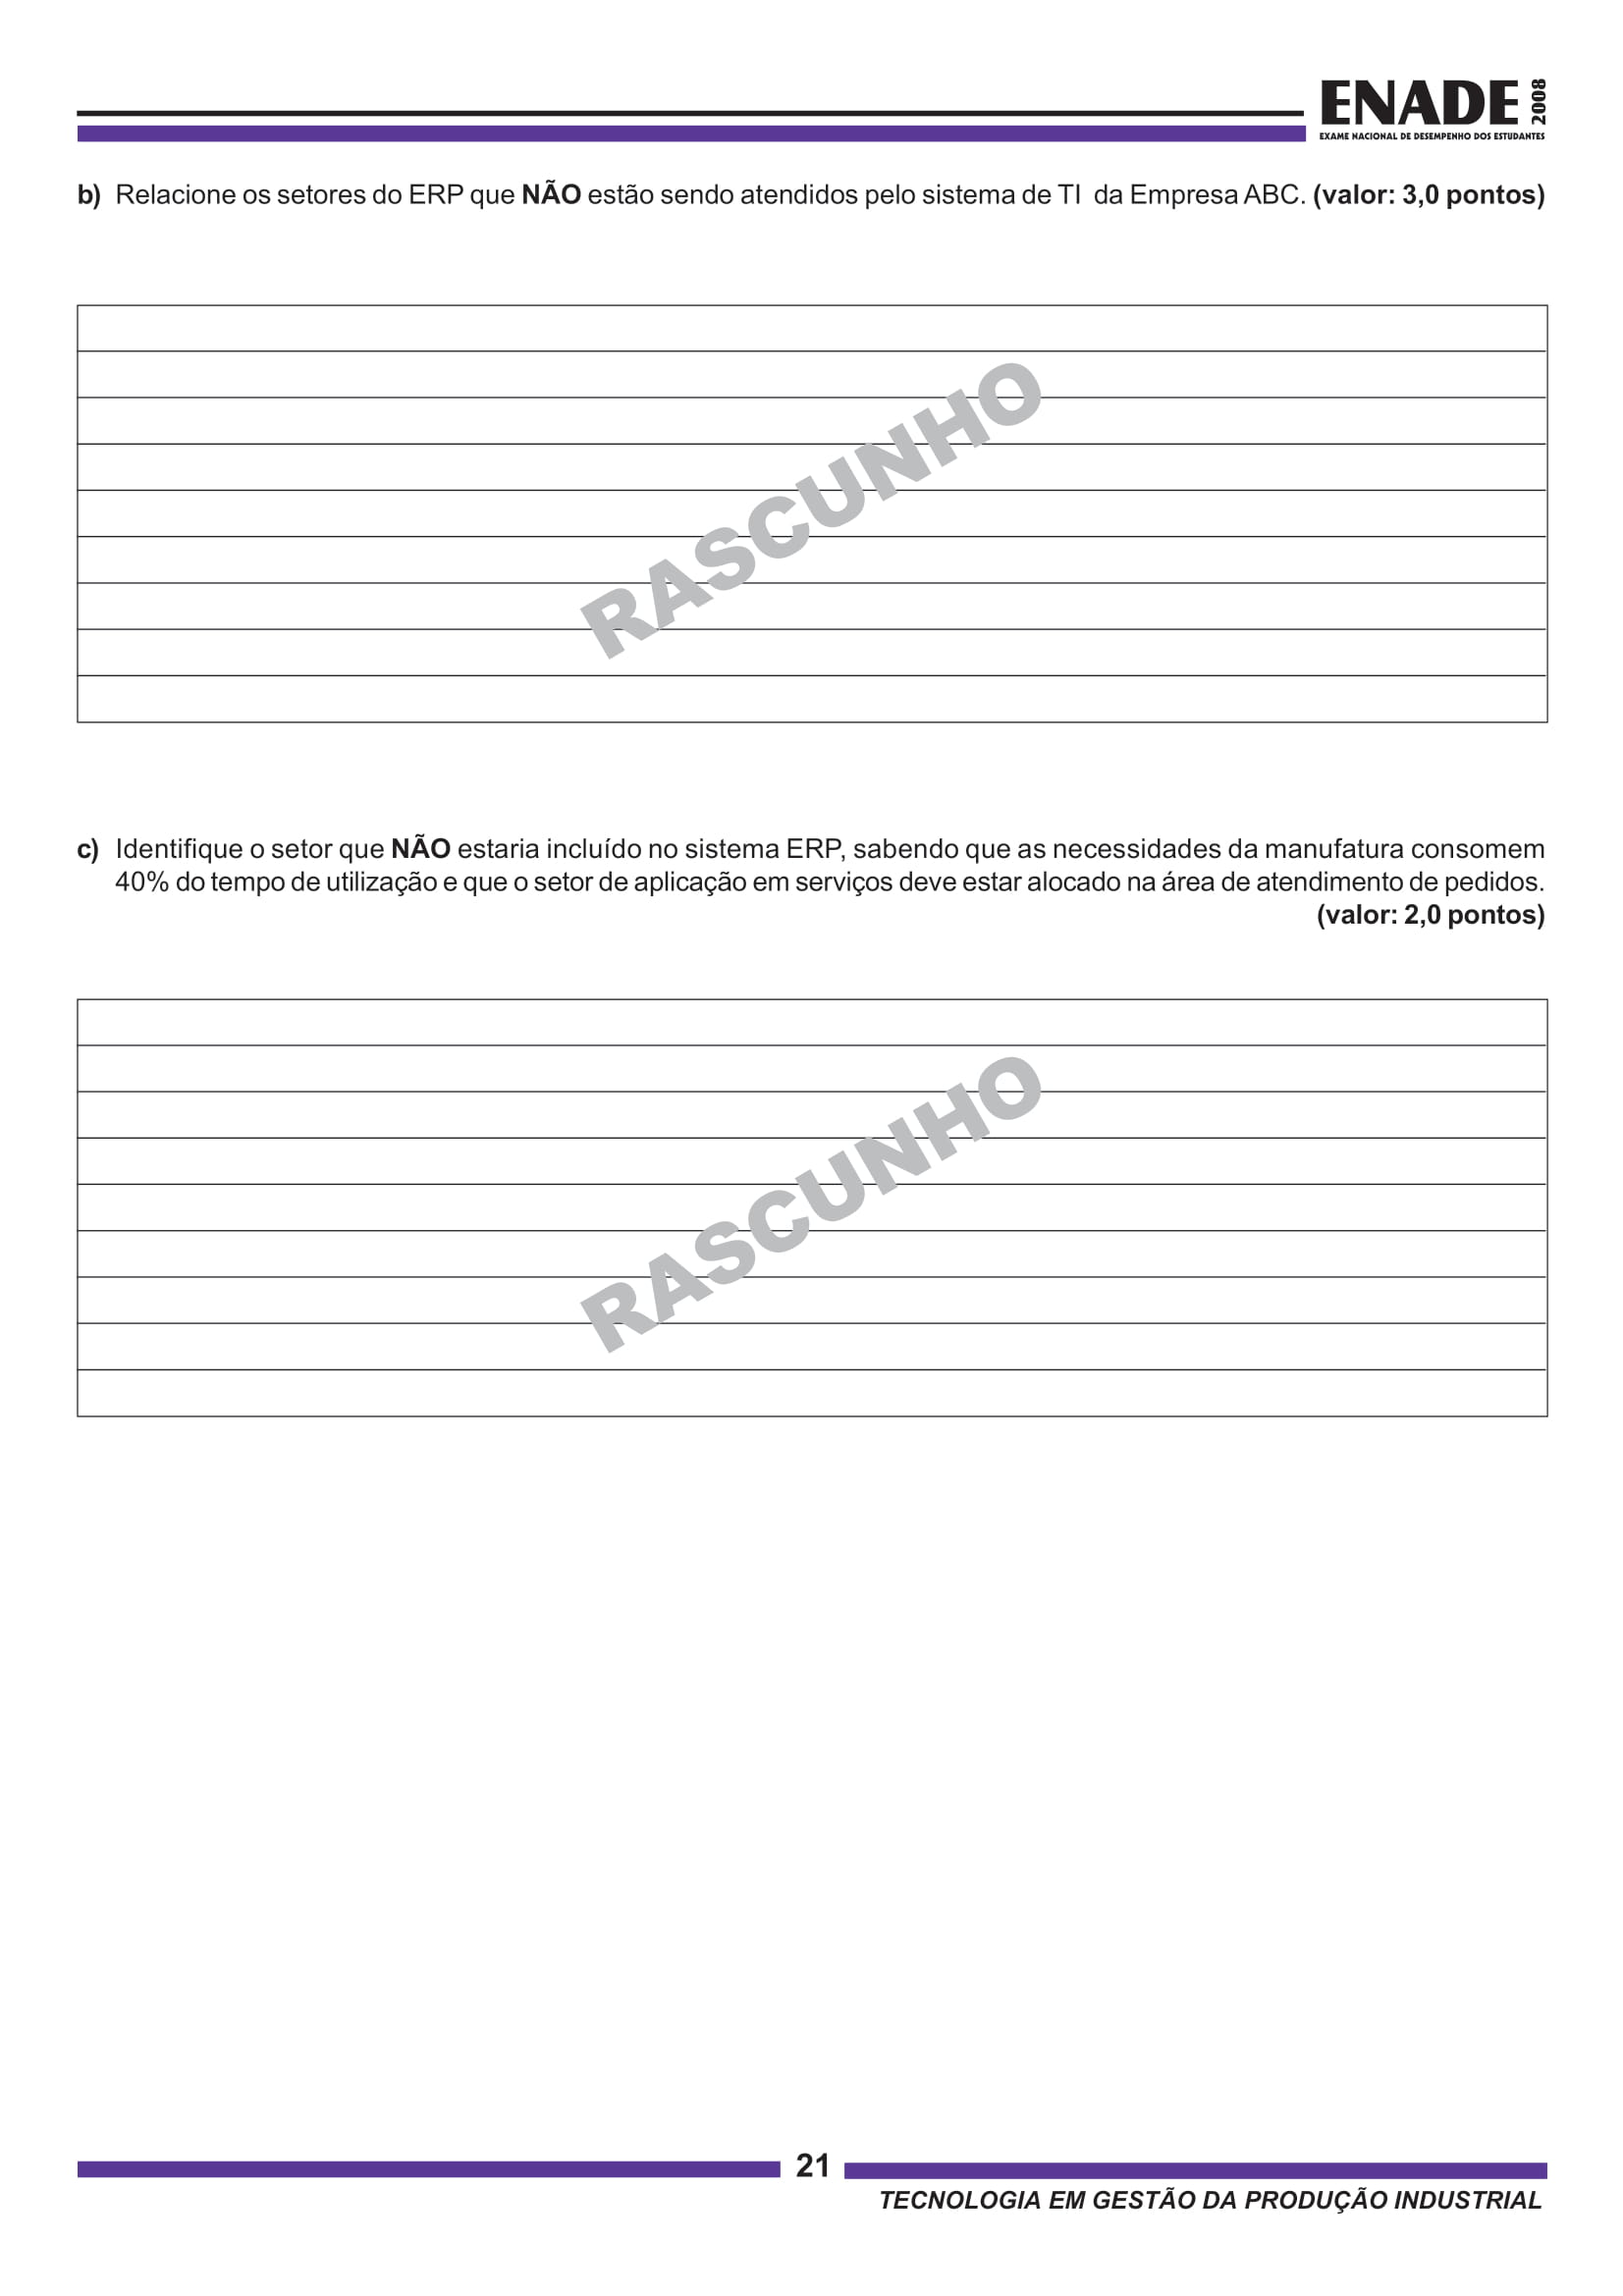 ENADE 2008
EXAME NACIONAL DE DESEMPENHO DOS ESTUDANTES
b) Relacione os setores do ERP que NÃO estão sendo atendidos pelo sistema de TI da Empresa ABC. (valor: 3,0 pontos)
RASCUNHO
c) Identifique o setor que NÃO estaria incluído no sistema ERP, sabendo que as necessidades da manufatura consomem
40% do tempo de utilização e que o setor de aplicação em serviços deve estar alocado na área de atendimento de pedidos.
(valor: 2,0 pontos)
RASCUNHO
21
TECNOLOGIA EM GESTÃO DA PRODUÇÃO INDUSTRIAL